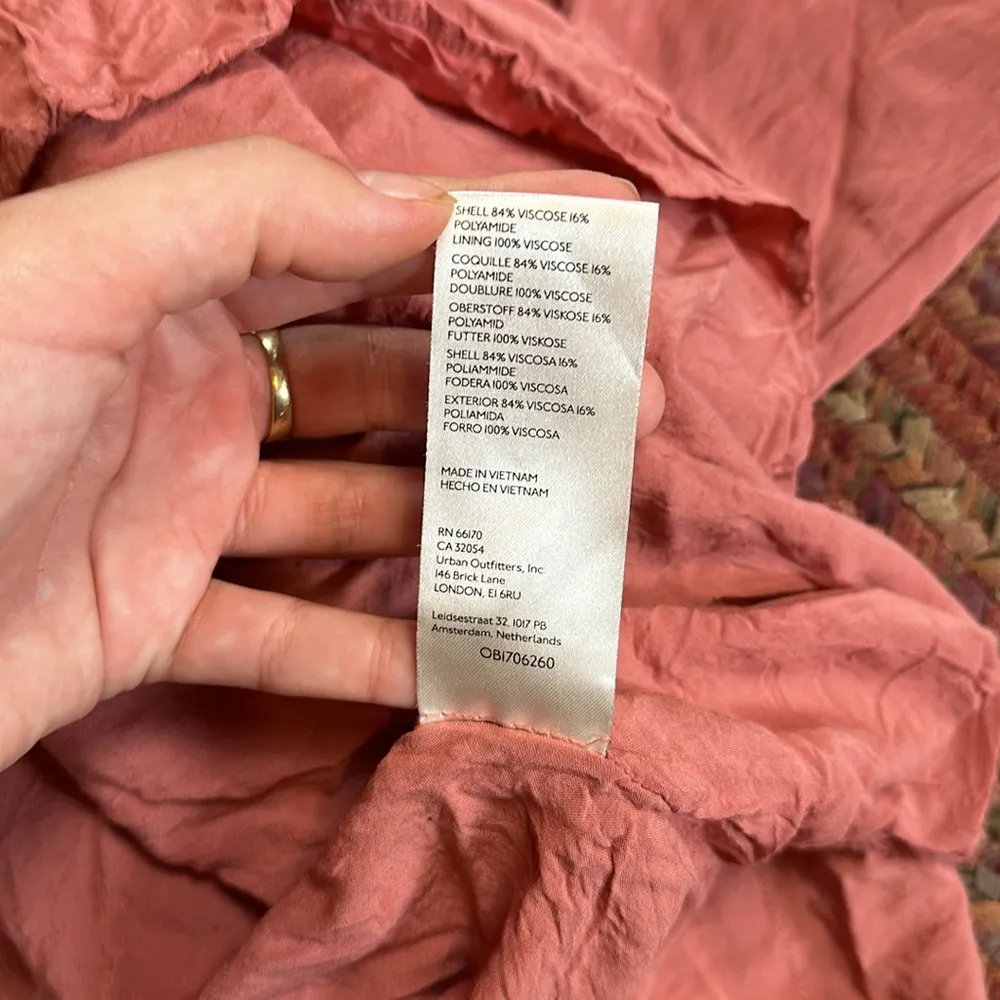 SHELL 84% VISCOSE 16%
POLYAMIDE
LINING 100% VISCOSE
COQUILLE 84% VISCOSE 16%
POLYAMIDE
DOUBLURE 100% VISCOSE
OBERSTOFF 84% VISKOSE 16%
POLYAMID
FUTTER 100% VISKOSE
SHELL 84% VISCOSA 16%
POLIAMMIDE
FODERA 100% VISCOSA
EXTERIOR 84% VISCOSA 16%
POLIAMIDA
FORRO 100% VISCOSA
MADE IN VIETNAM
HECHO EN VIETNAM
RN 66170
CA 32054
Urban Outfitters, Inc.
146 Brick Lane
LONDON, E1 6RU
Leidsestraat 32, 1017 PB
Amsterdam, Netherlands
OB1706260